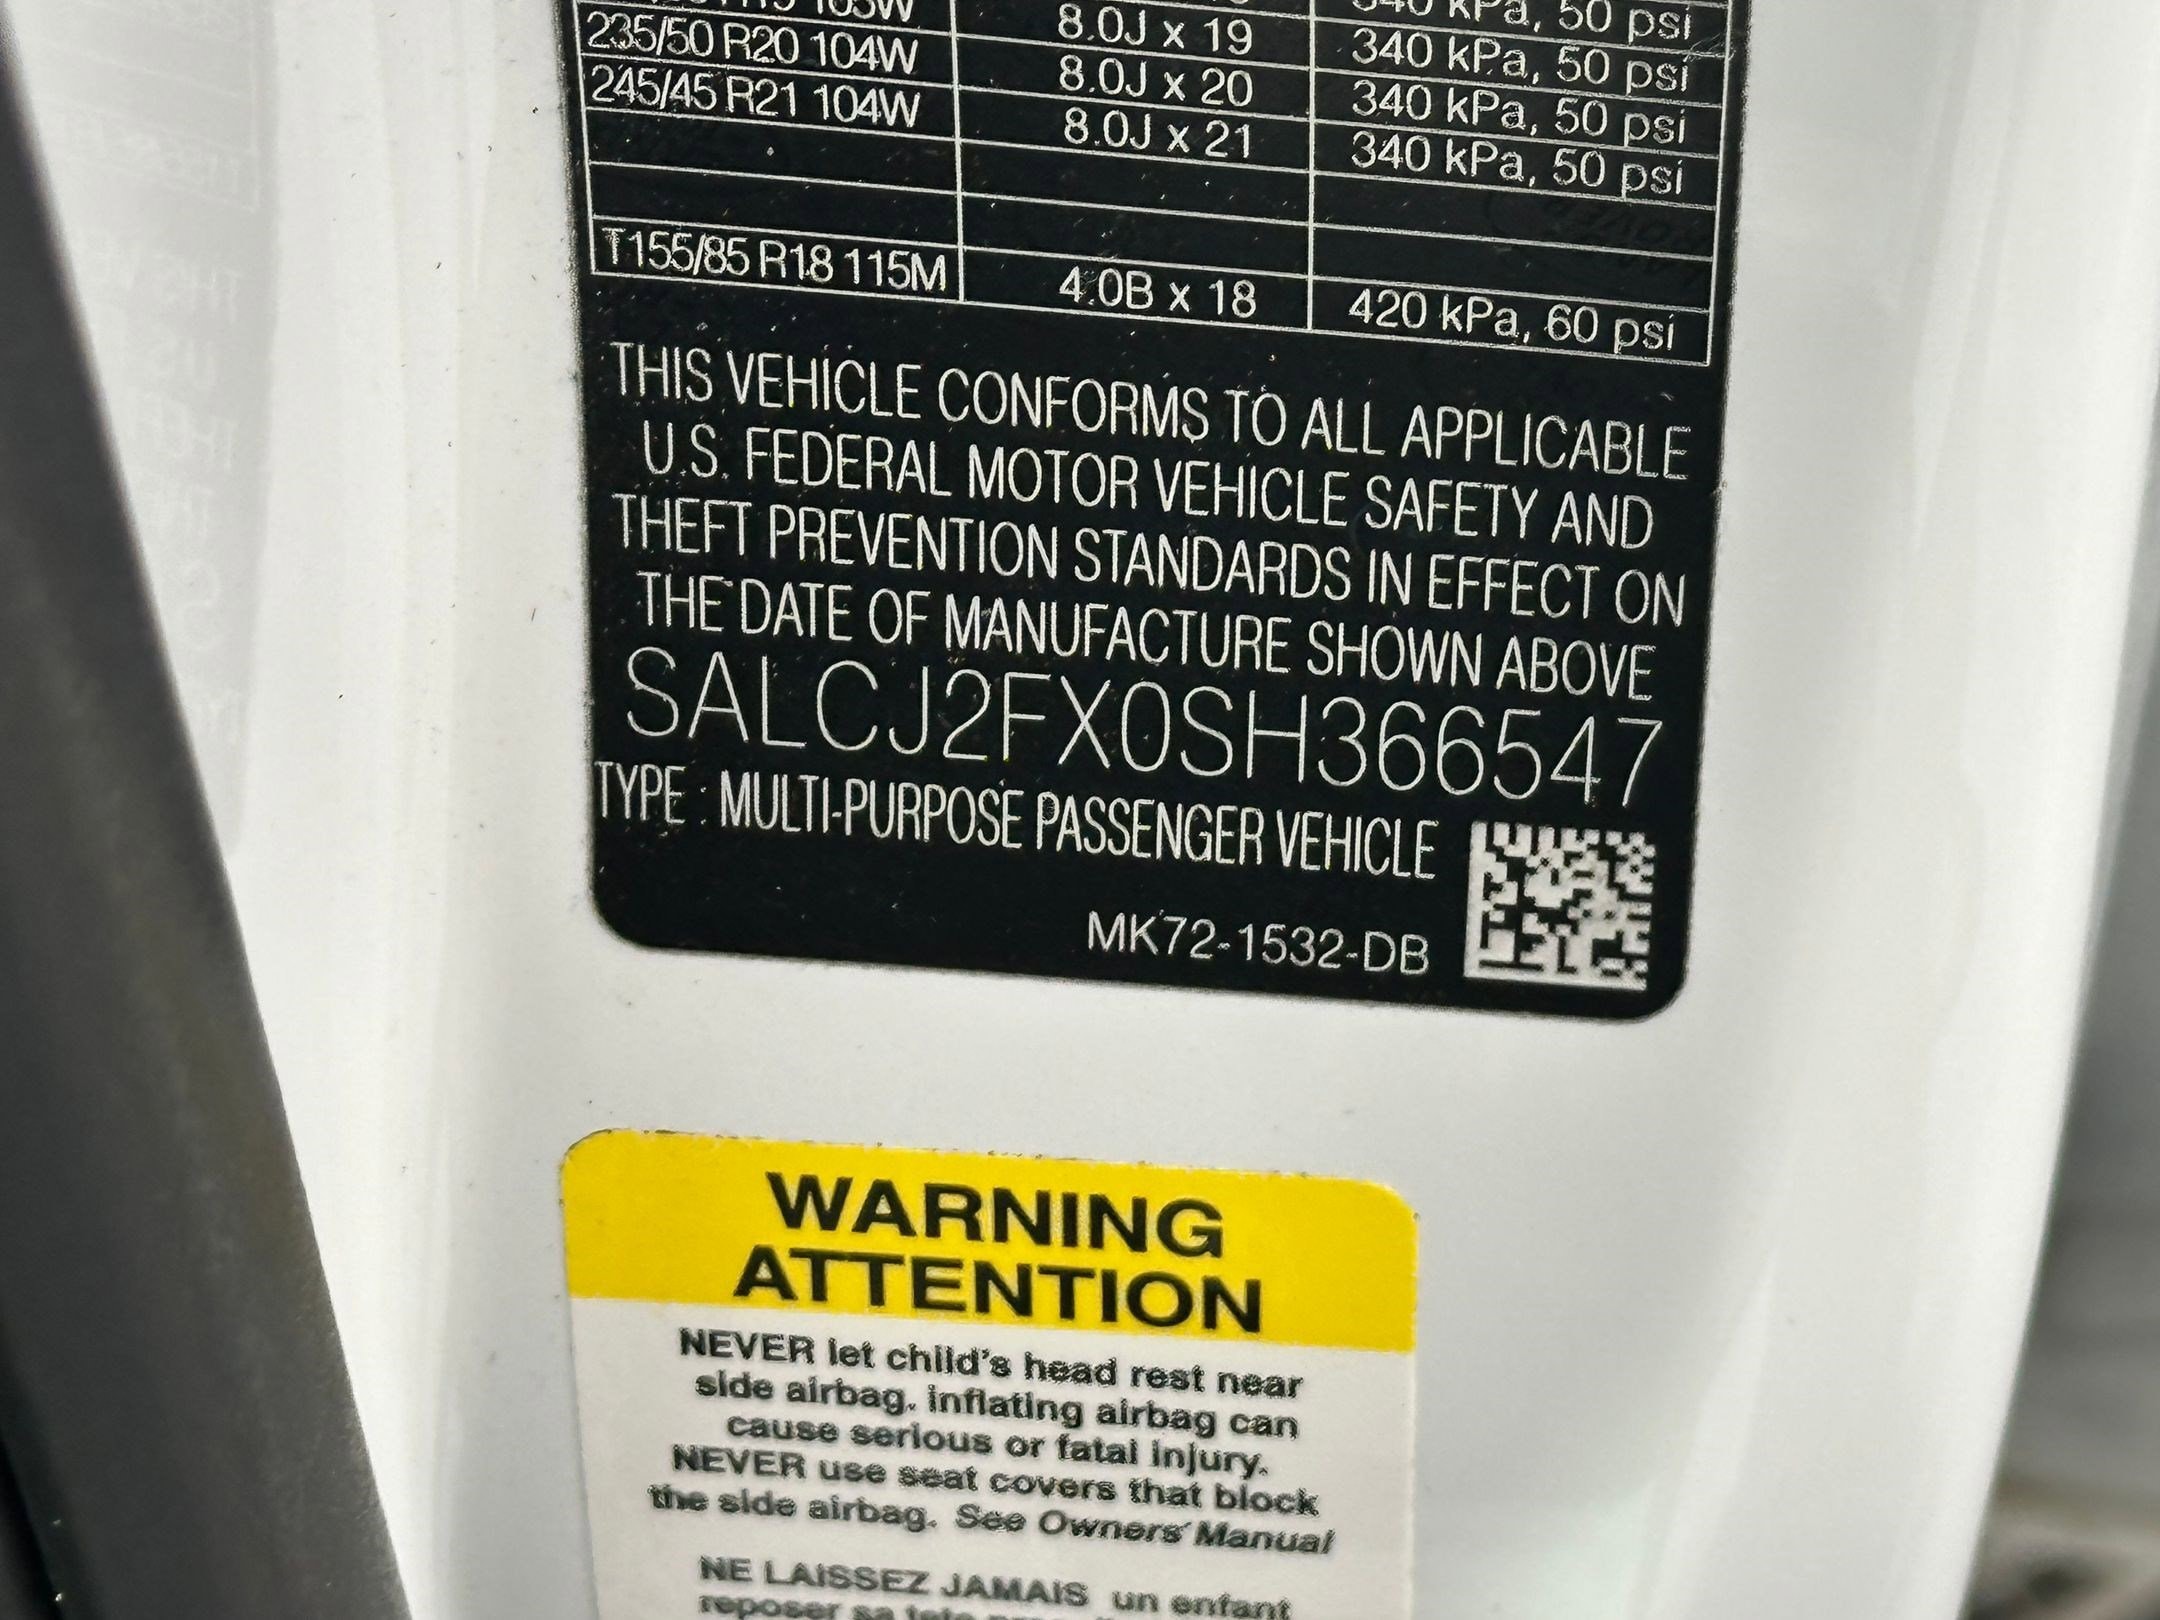 103W 8.0J x 19 340 kPa, 50 psi
235/50 R20 104W 8.0J x 20 340 kPa, 50 psi
245/45 R21 104W 8.0J x 21 340 kPa, 50 psi
340 kPa, 50 psi
T155/85 R18 115M 4.0B x 18 420 kPa, 60 psi
THIS VEHICLE CONFORMS TO ALL APPLICABLE
U.S. FEDERAL MOTOR VEHICLE SAFETY AND
THEFT PREVENTION STANDARDS IN EFFECT ON
THE DATE OF MANUFACTURE SHOWN ABOVE
SALCJ2FX0SH366547
TYPE : MULTI-PURPOSE PASSENGER VEHICLE
MK72-1532-DB
WARNING
ATTENTION
NEVER let child's head rest near
side airbag. inflating airbag can
cause serious or fatal injury.
NEVER use seat covers that block
the side airbag. See Owners' Manual
NE LAISSEZ JAMAIS un enfant
reposer sa tete